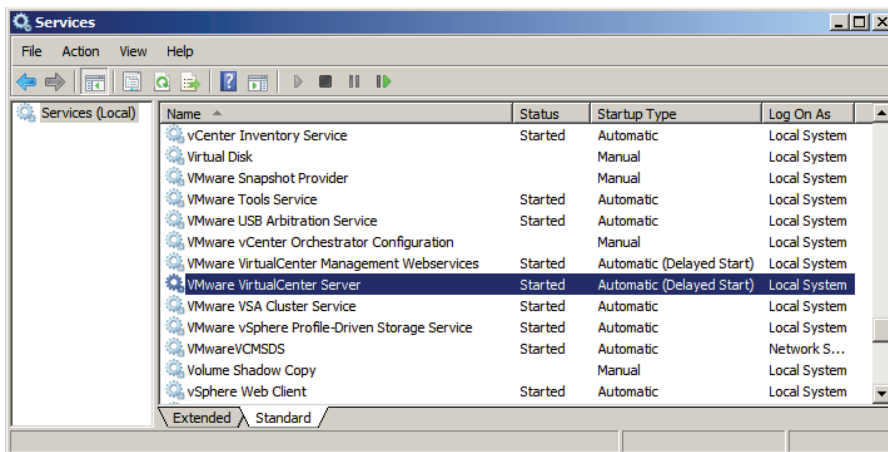 Services
File Action View Help
Services (Local)
Name Status Startup Type Log On As
vCenter Inventory Service Started Automatic Local System
Virtual Disk Manual Local System
VMware Snapshot Provider Manual Local System
VMware Tools Service Started Automatic Local System
VMware USB Arbitration Service Started Automatic Local System
VMware vCenter Orchestrator Configuration Manual Local System
VMware VirtualCenter Management Webservices Started Automatic (Delayed Start) Local System
VMware VirtualCenter Server Started Automatic (Delayed Start) Local System
VMware VSA Cluster Service Started Automatic Local System
VMware vSphere Profile-Driven Storage Service Started Automatic Local System
VMwareVCMSDS Started Automatic Network S...
Volume Shadow Copy Manual Local System
vSphere Web Client Started Automatic Local System
Extended Standard